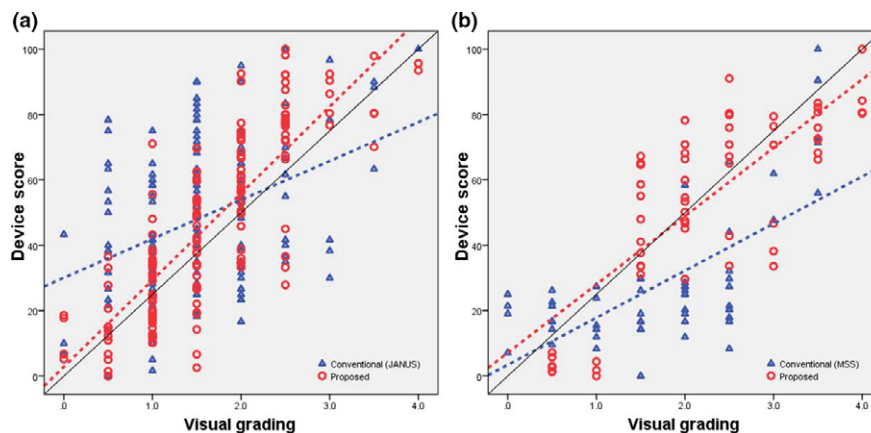 (a)
(b)
100
80
60
40
20
0
Device score
.0 1.0 2.0 3.0 4.0
Visual grading
Conventional (JANUS)
Proposed
100
80
60
40
20
0
Device score
.0 1.0 2.0 3.0 4.0
Visual grading
Conventional (MSS)
Proposed